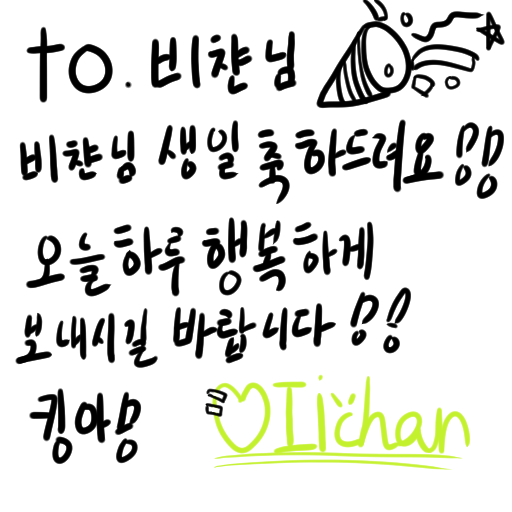 to. 비챤님
비챤님 생일 축하드려요!!
오늘하루 행복하게
보내시길 바랍니다!!
킹아!
Iichan